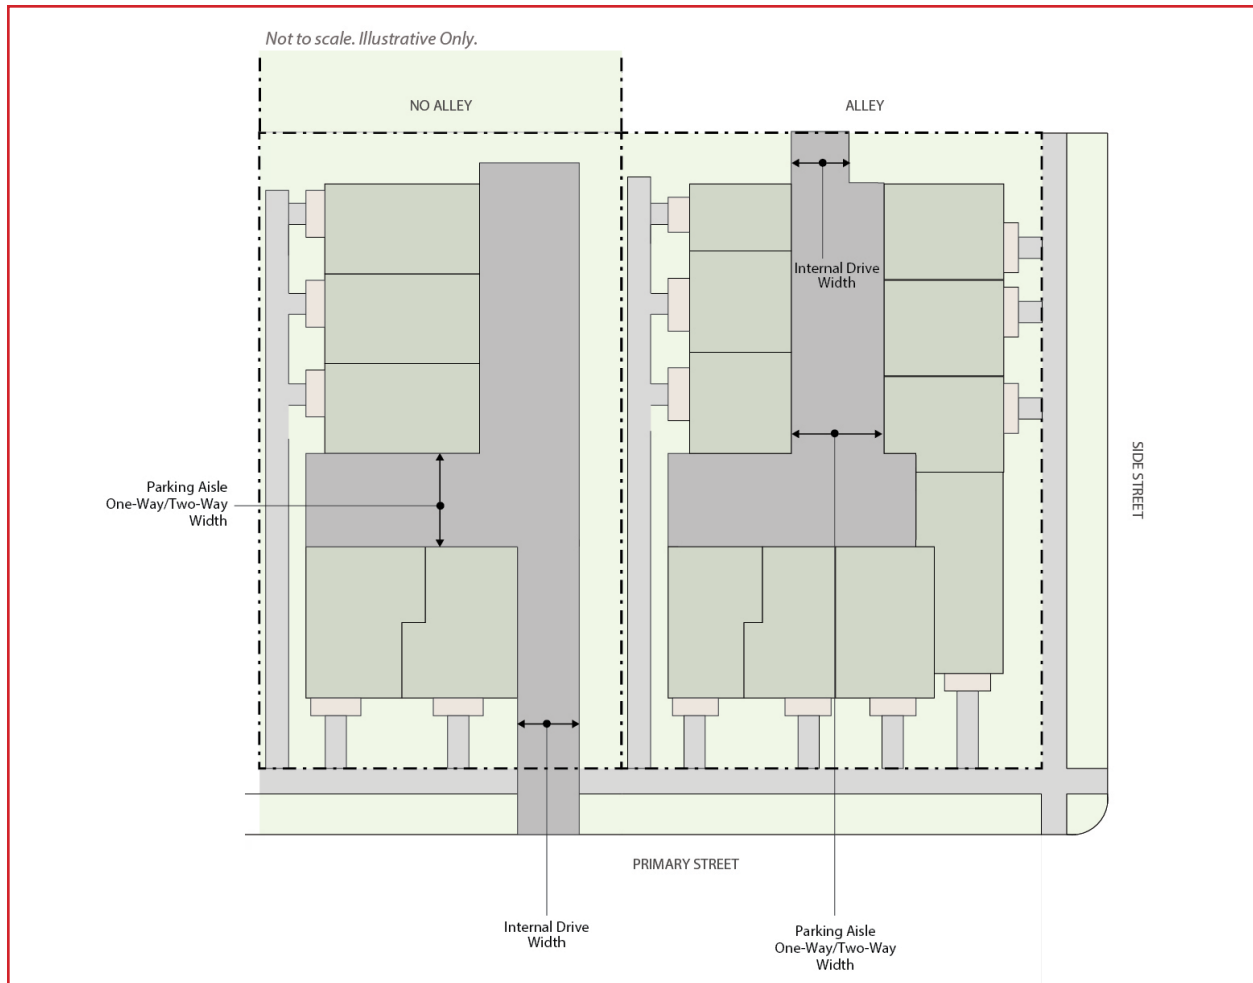 Not to scale. Illustrative Only.
NO ALLEY
ALLEY
Internal Drive
Width
SIDE STREET
Parking Aisle
One-Way/Two-Way
Width
PRIMARY STREET
Internal Drive
Width
Parking Aisle
One-Way/Two-Way
Width